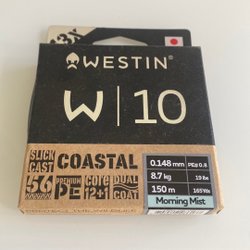 13X
WESTIN
W|10
SLICK CAST 56
COASTAL
PREMIUM PE
core 12+1
DUAL COAT
0.148 mm PE# 0.8
8.7 kg 19 lbs
150 m 165 Yds
Morning Mist